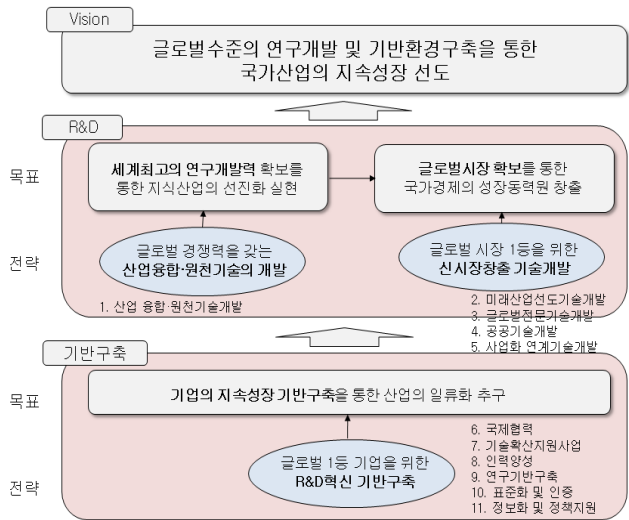 Vision
글로벌수준의 연구개발 및 기반환경구축을 통한
국가산업의 지속성장 선도
R&D
목표
세계최고의 연구개발력 확보를
통한 지식산업의 선진화 실현
글로벌시장 확보를 통한
국가경제의 성장동력원 창출
전략
글로벌 경쟁력을 갖는
산업융합·원천기술의 개발
글로벌 시장 1등을 위한
신시장창출 기술개발
1. 산업 융합 원천기술개발
2. 미래산업선도기술개발
3. 글로벌전문기술개발
4. 공공기술개발
5. 사업화 연계기술개발
기반구축
목표
기업의 지속성장 기반구축을 통한 산업의 일류화 추구
전략
글로벌 1등 기업을 위한
R&D혁신 기반구축
6. 국제협력
7. 기술확산지원사업
8. 인력양성
9. 연구기반구축
10. 표준화 및 인증
11. 정보화 및 정책지원